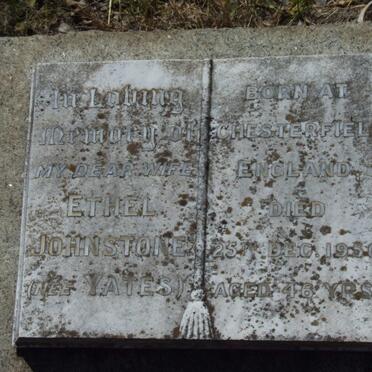 In Loving
Memory of
MY DEAR WIFE
ETHEL
JOHNSTONE
(NEE YATES)
BORN AT
CHESTERFIEL
ENGLAND
DIED
25TH DEC. 
AGED 46 YRS